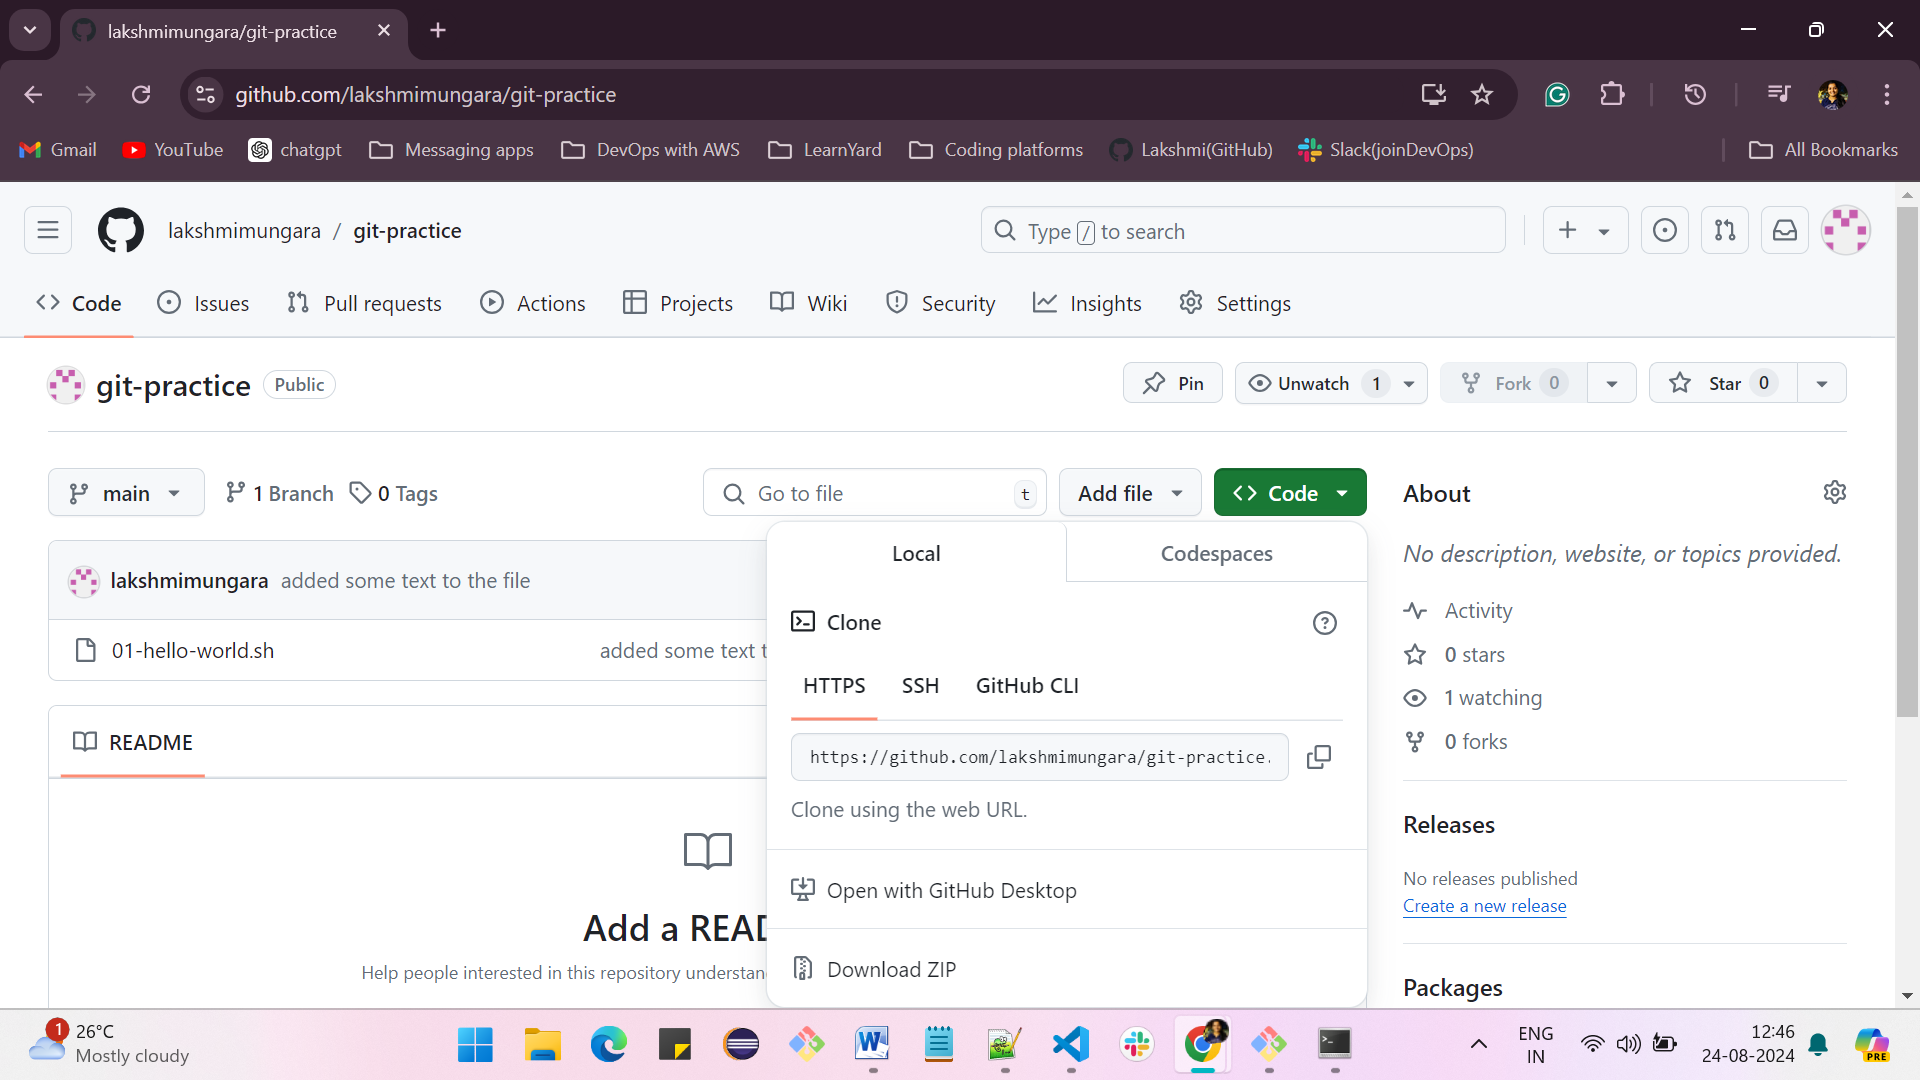 lakshmimungara/git-practice
github.com/lakshmimungara/git-practice
Gmail YouTube chatgpt Messaging apps DevOps with AWS LearnYard Coding platforms Lakshmi(GitHub) Slack(joinDevOps) All Bookmarks
lakshmimungara / git-practice
Type / to search
Code Issues Pull requests Actions Projects Wiki Security Insights Settings
git-practice Public
Pin Unwatch 1 Fork 0 Star 0
main 1 Branch 0 Tags
Go to file t
Add file
Code
About
No description, website, or topics provided.
lakshmimungara added some text to the file
01-hello-world.sh added some text t
README
Add a READ
Help people interested in this repository understan
Local Codespaces
Clone
HTTPS SSH GitHub CLI
https://github.com/lakshmimungara/git-practice.
Clone using the web URL.
Open with GitHub Desktop
Download ZIP
Activity
0 stars
1 watching
0 forks
Releases
No releases published
Create a new release
Packages
1
26°C
Mostly cloudy
ENG
IN
12:46
24-08-2024
PRE